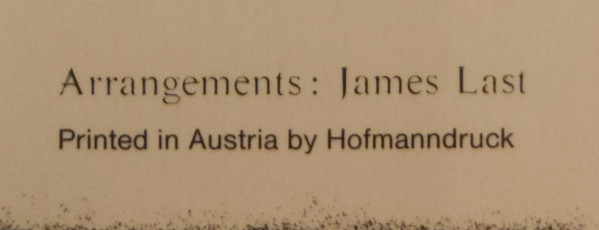 Arrangements: James Last
Printed in Austria by Hofmanndruck